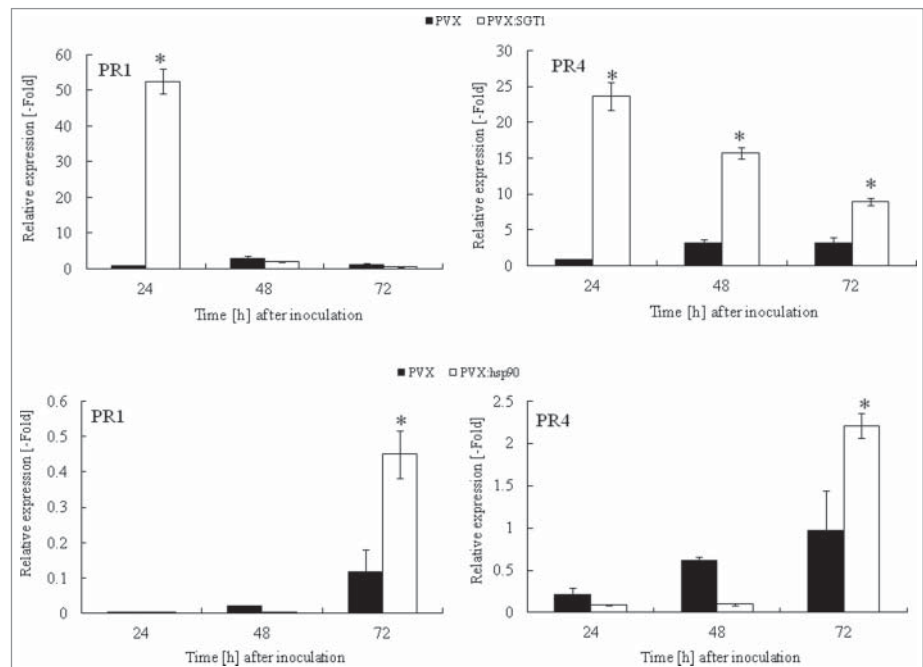 PVX PVX:SGT1
PR1
Relative expression [-Fold]
60
50
40
30
20
10
0
*
24 48 72
Time [h] after inoculation
PR4
Relative expression [-Fold]
30
25
20
15
10
5
0
*
*
*
24 48 72
Time [h] after inoculation
PVX PVX:hsp90
PR1
Relative expression [-Fold]
0.6
0.5
0.4
0.3
0.2
0.1
0
*
24 48 72
Time [h] after inoculation
PR4
Relative expression [-Fold]
2.5
2
1.5
1
0.5
0
*
24 48 72
Time [h] after inoculation